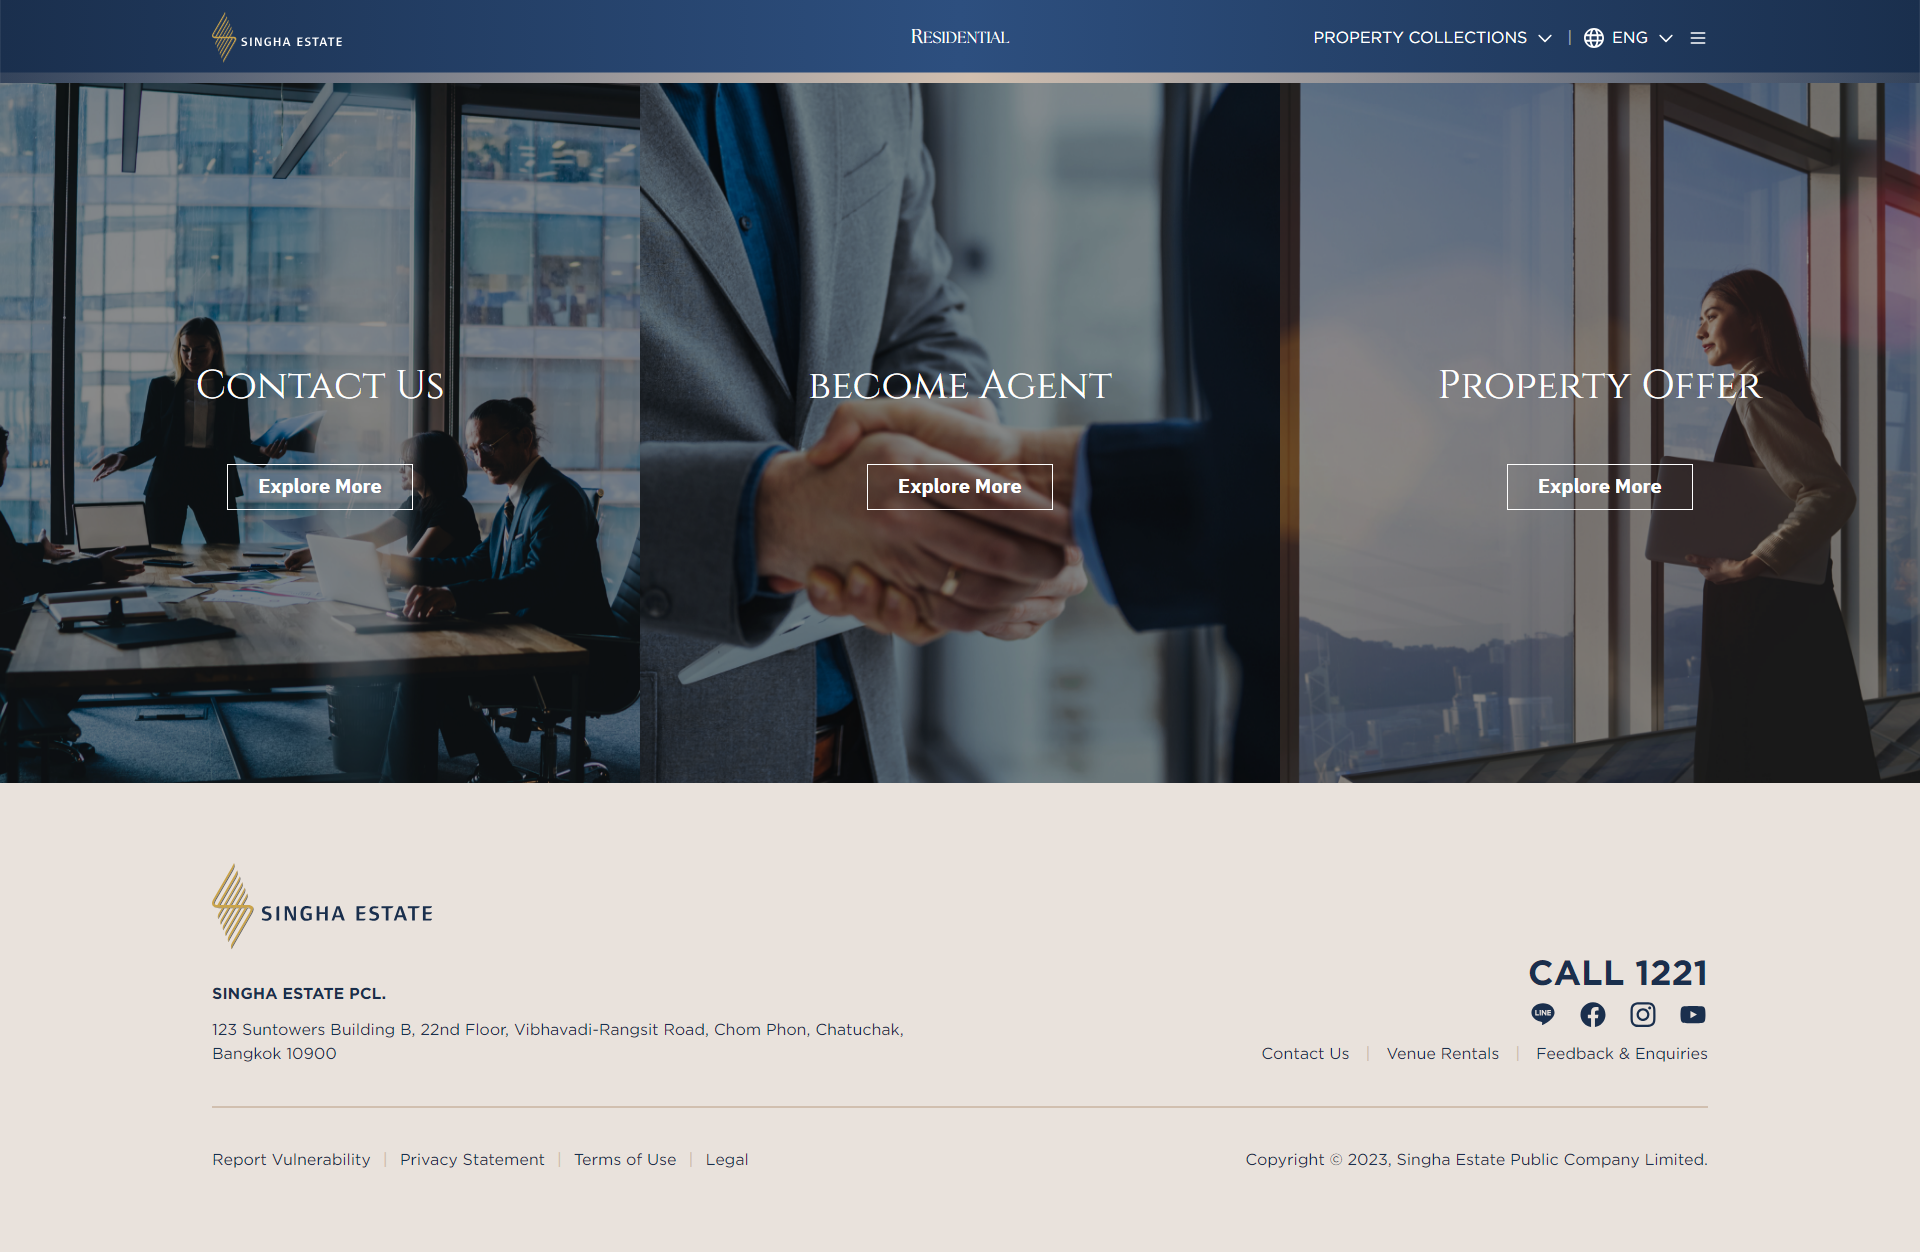 SINGHA ESTATE
RESIDENTIAL
PROPERTY COLLECTIONS | ENG
CONTACT US
BECOME AGENT
PROPERTY OFFER
Explore More
Explore More
Explore More
SINGHA ESTATE
SINGHA ESTATE PCL.
123 Suntowers Building B, 22nd Floor, Vibhavadi-Rangsit Road, Chom Phon, Chatuchak,
Bangkok 10900
CALL 1221
LINE
Contact Us | Venue Rentals | Feedback & Enquiries
Report Vulnerability | Privacy Statement | Terms of Use | Legal
Copyright © 2023, Singha Estate Public Company Limited.